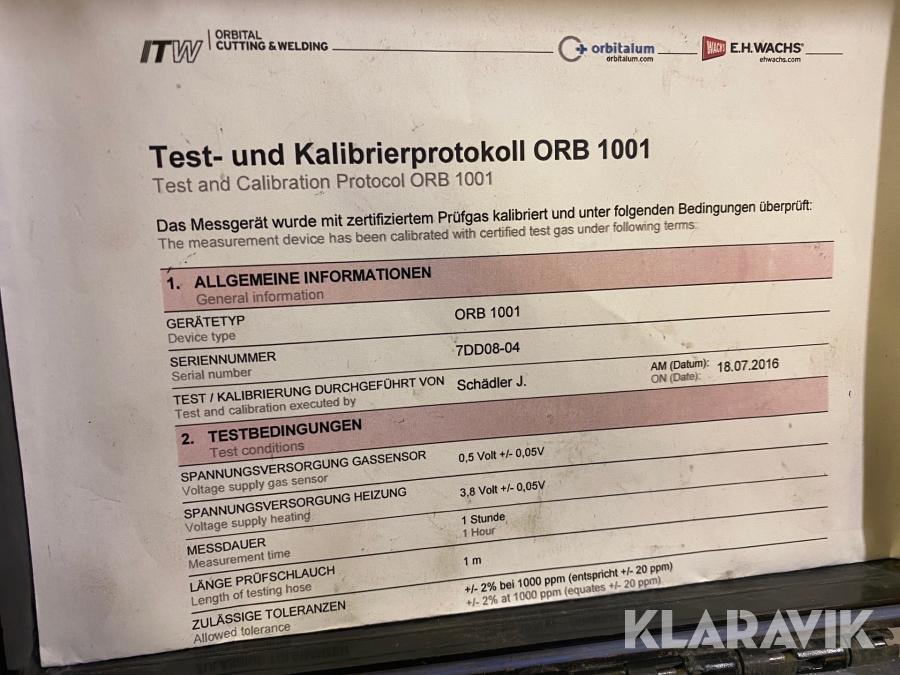 ITW ORBITAL CUTTING & WELDING
orbitalum
orbitalum.com
WACHS E.H.WACHS®
ehwachs.com
Test- und Kalibrierprotokoll ORB 1001
Test and Calibration Protocol ORB 1001
Das Messgerät wurde mit zertifiziertem Prüfgas kalibriert und unter folgenden Bedingungen überprüft:
The measurement device has been calibrated with certified test gas under following terms:
1. ALLGEMEINE INFORMATIONEN
General information
GERÄTETYP ORB 1001
Device type
SERIENNUMMER 7DD08-04
Serial number
TEST / KALIBRIERUNG DURCHGEFÜHRT VON Schädler J. AM (Datum): 18.07.2016
Test and calibration executed by ON (Date):
2. TESTBEDINGUNGEN
Test conditions
SPANNUNGSVERSORGUNG GASSENSOR 0,5 Volt +/- 0,05V
Voltage supply gas sensor
SPANNUNGSVERSORGUNG HEIZUNG 3,8 Volt +/- 0,05V
Voltage supply heating
MESSDAUER 1 Stunde
Measurement time 1 Hour
LÄNGE PRÜFSCHLAUCH 1 m
Length of testing hose
ZULÄSSIGE TOLERANZEN +/- 2% bei 1000 ppm (entspricht +/- 20 ppm)
Allowed tolerance +/- 2% at 1000 ppm (equates +/- 20 ppm)
KLARAVIK